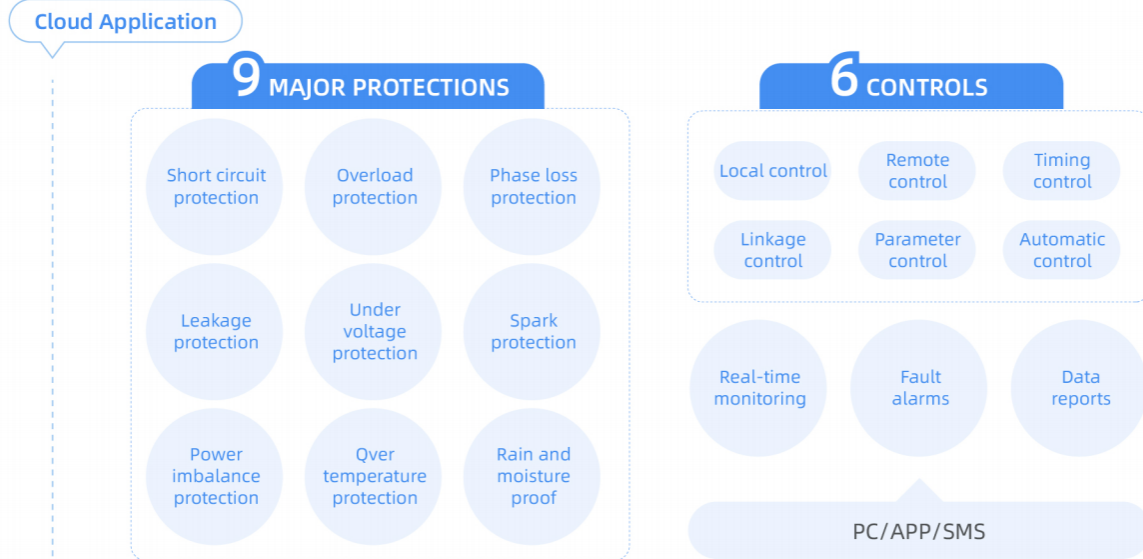 Cloud Application
9 MAJOR PROTECTIONS
Short circuit
protection
Overload
protection
Phase loss
protection
Leakage
protection
Under
voltage
protection
Spark
protection
Power
imbalance
protection
Qver
temperature
protection
Rain and
moisture
proof
6 CONTROLS
Local control
Remote
control
Timing
control
Linkage
control
Parameter
control
Automatic
control
Real-time
monitoring
Fault
alarms
Data
reports
PC/APP/SMS